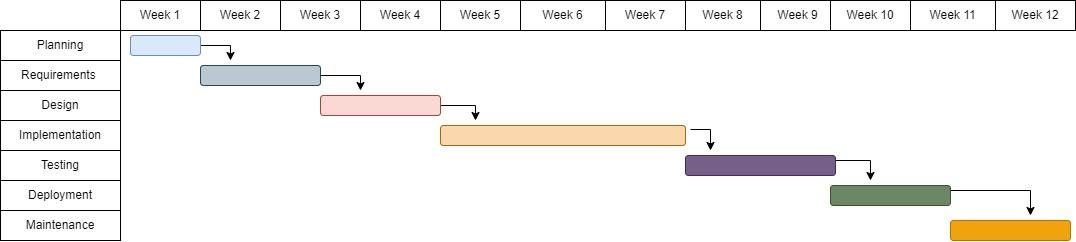 Week 1 Week 2 Week 3 Week 4 Week 5 Week 6 Week 7 Week 8 Week 9 Week 10 Week 11 Week 12
Planning
Requirements
Design
Implementation
Testing
Deployment
Maintenance